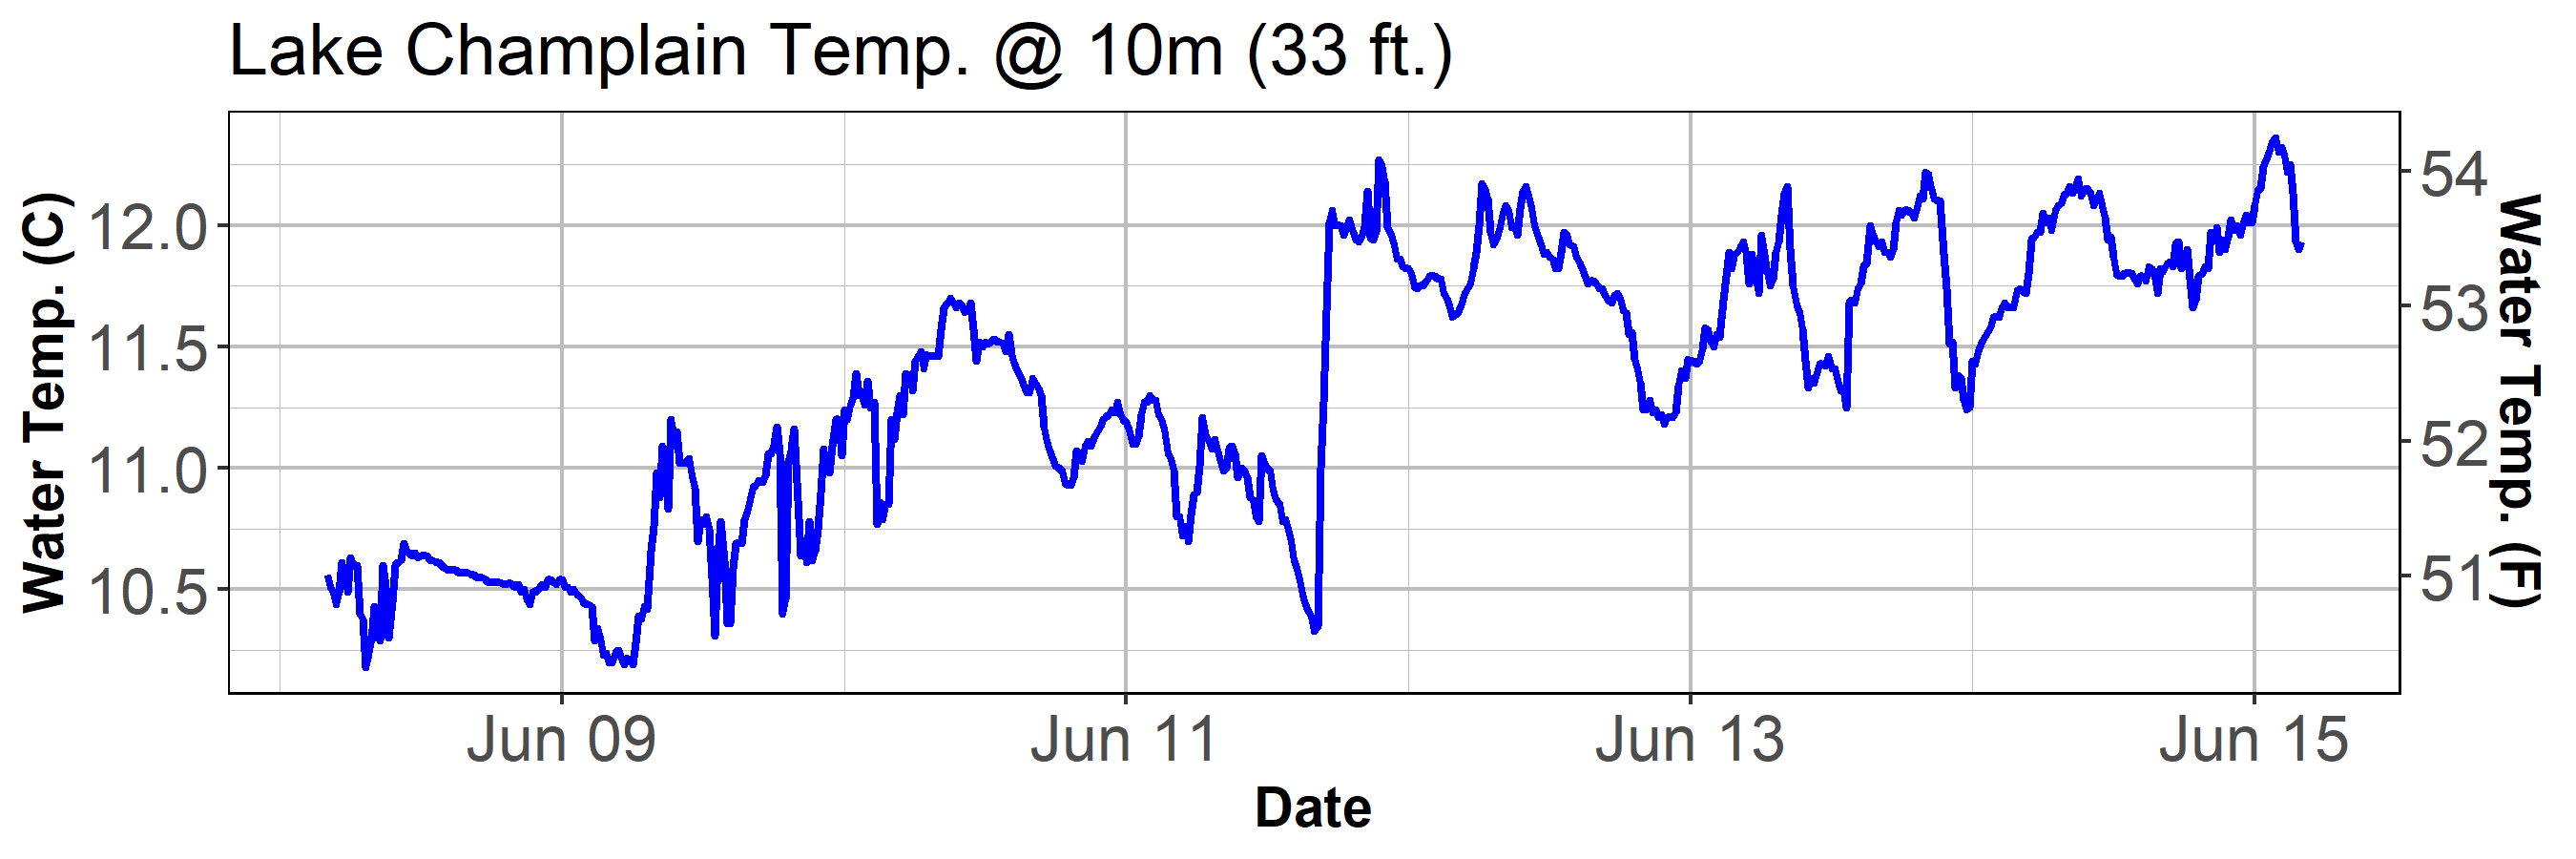 Lake Champlain Temp. @ 10m (33 ft.)
Water Temp. (C)
12.0
11.5
11.0
10.5
54
53
52
51
Water Temp. (F)
Jun 09
Jun 11
Jun 13
Jun 15
Date